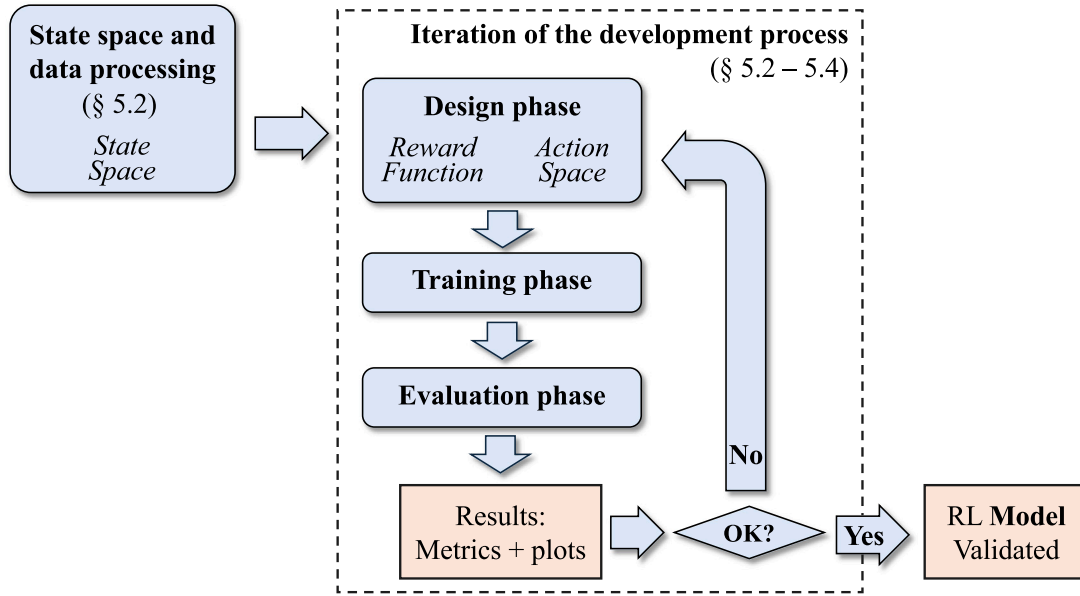 State space and
data processing
(§ 5.2)
State
Space
Iteration of the development process
(§ 5.2 – 5.4)
Design phase
Reward
Function
Action
Space
Training phase
Evaluation phase
Results:
Metrics + plots
OK?
No
Yes
RL Model
Validated